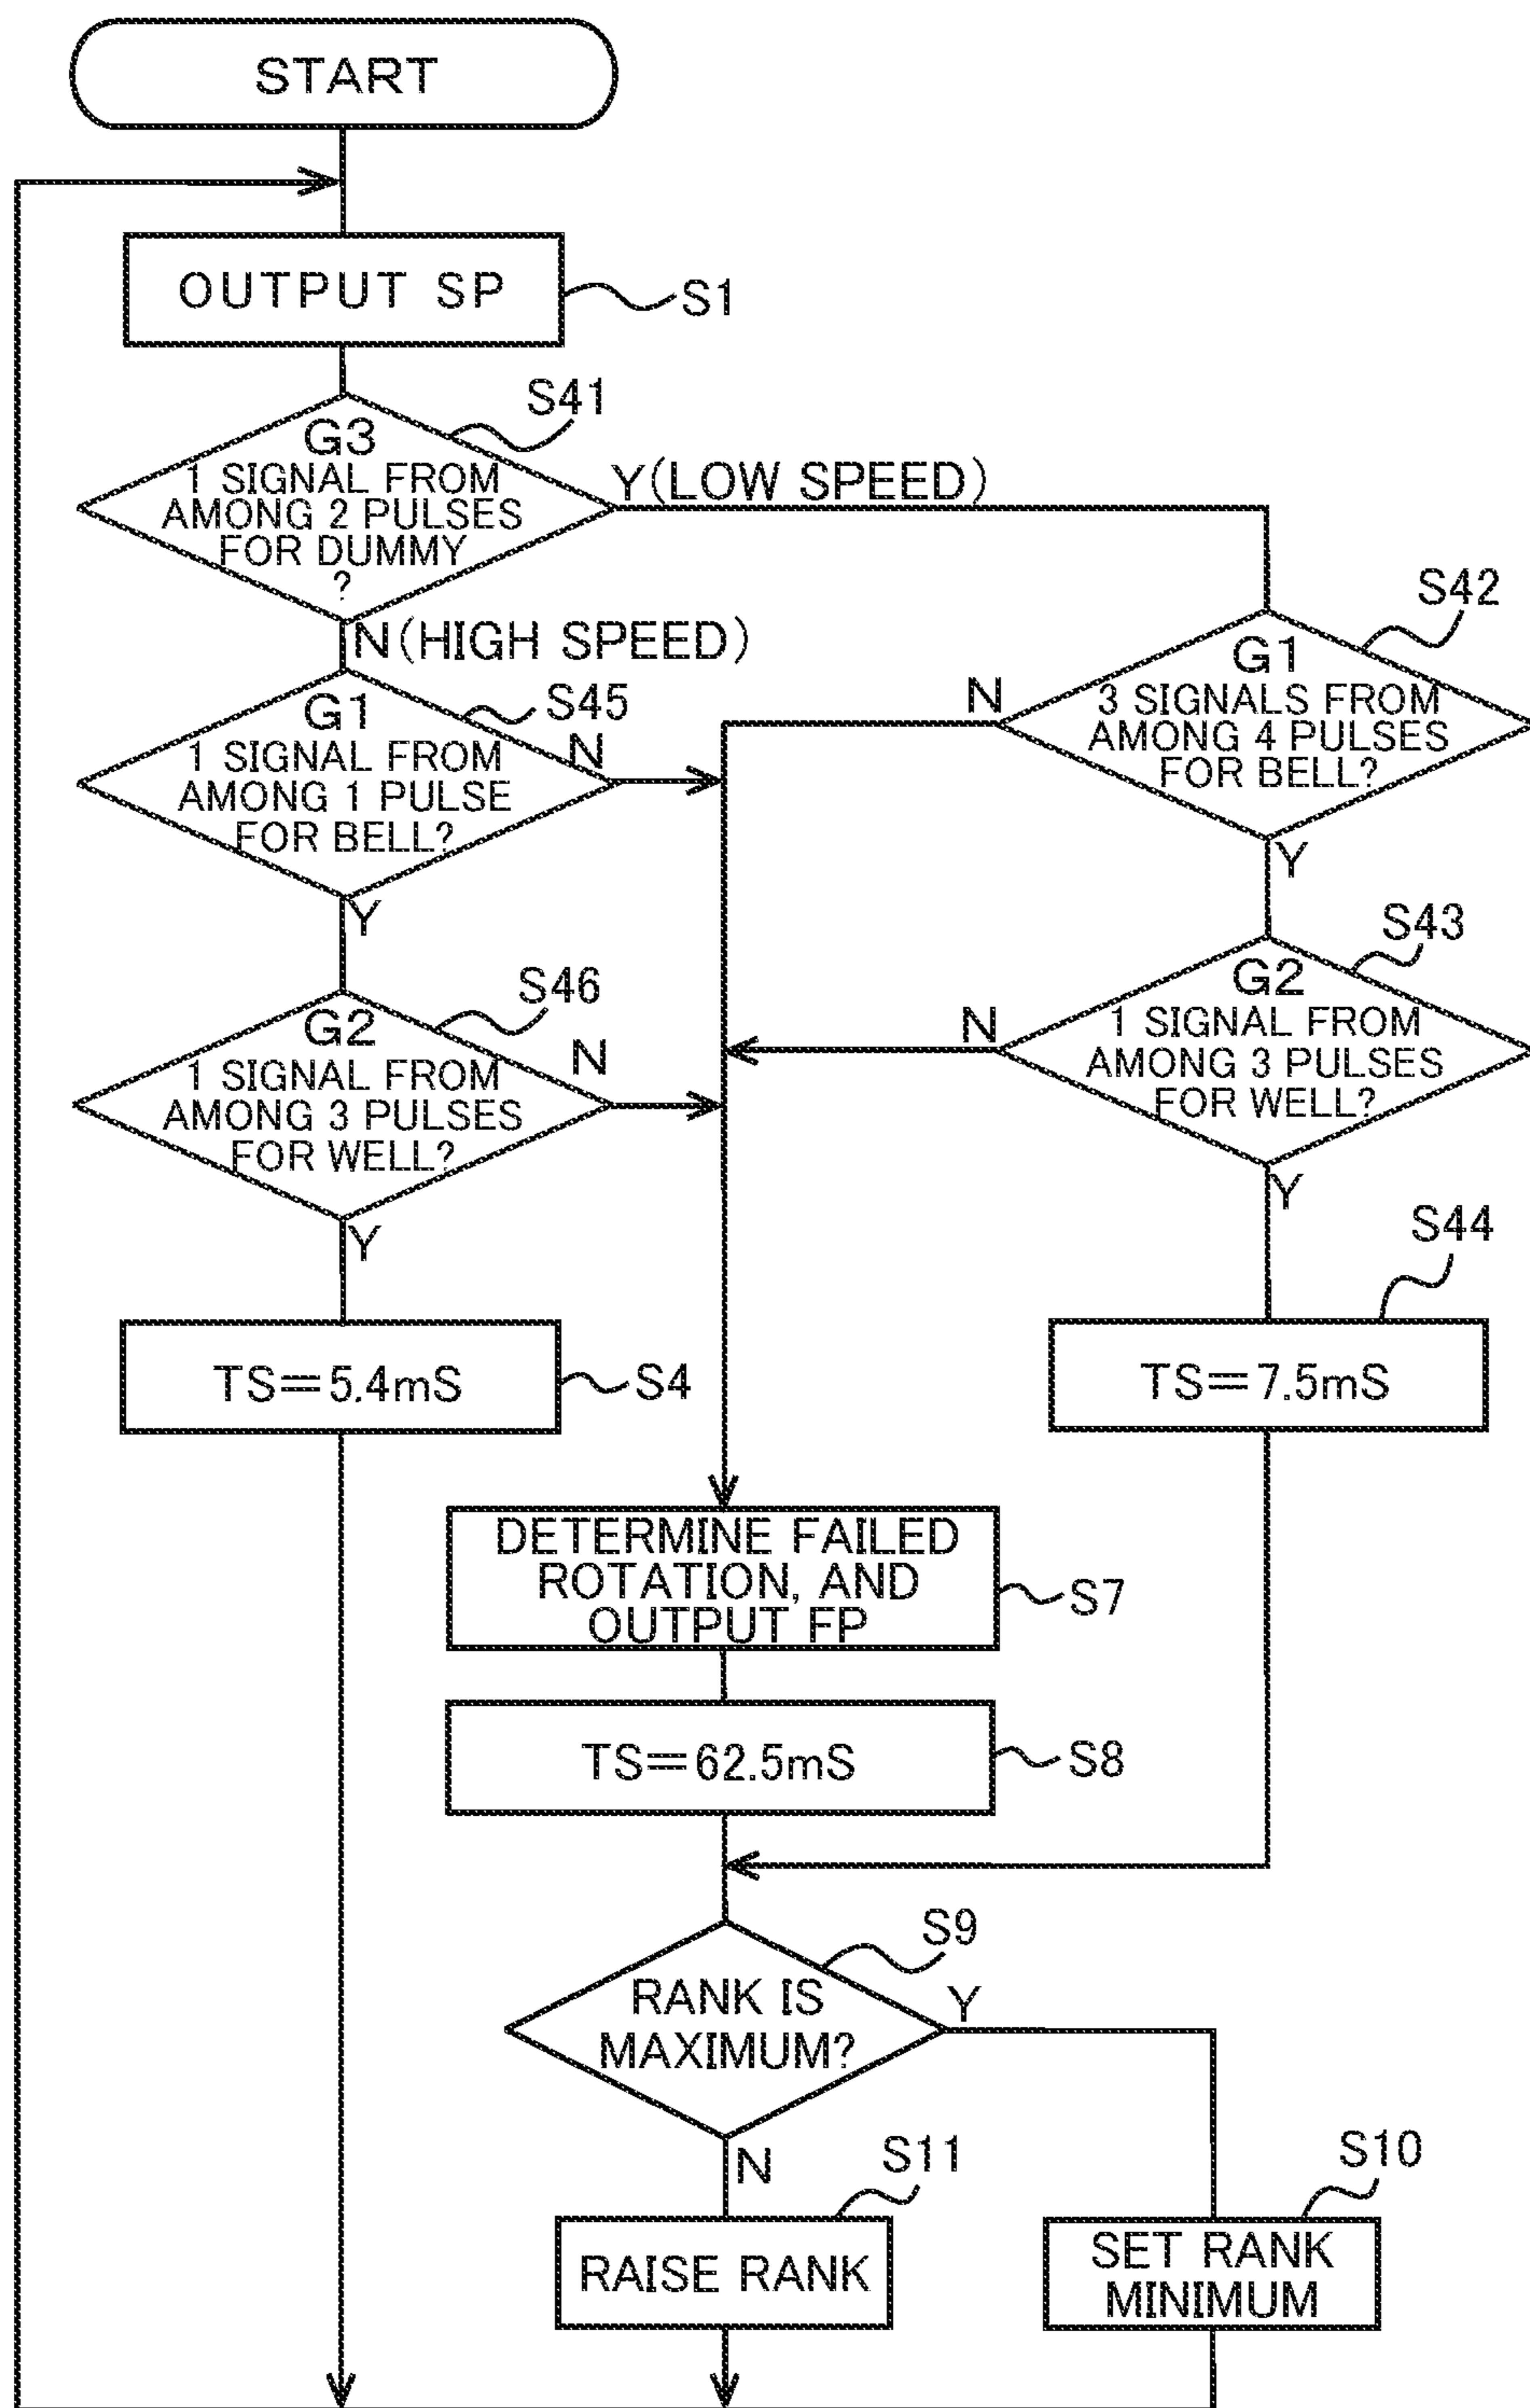 START
OUTPUT SP
S1
S41
G3
1 SIGNAL FROM
AMONG 2 PULSES
FOR DUMMY
?
Y(LOW SPEED)
N(HIGH SPEED)
S42
G1
3 SIGNALS FROM
AMONG 4 PULSES
FOR BELL?
N
Y
S45
G1
1 SIGNAL FROM
AMONG 1 PULSE
FOR BELL?
N
Y
S43
G2
1 SIGNAL FROM
AMONG 3 PULSES
FOR WELL?
N
Y
S46
G2
1 SIGNAL FROM
AMONG 3 PULSES
FOR WELL?
N
Y
S44
TS=7.5mS
TS=5.4mS
S4
DETERMINE FAILED
ROTATION, AND
OUTPUT FP
S7
TS=62.5mS
S8
S9
RANK IS
MAXIMUM?
Y
N
S11
RAISE RANK
S10
SET RANK
MINIMUM